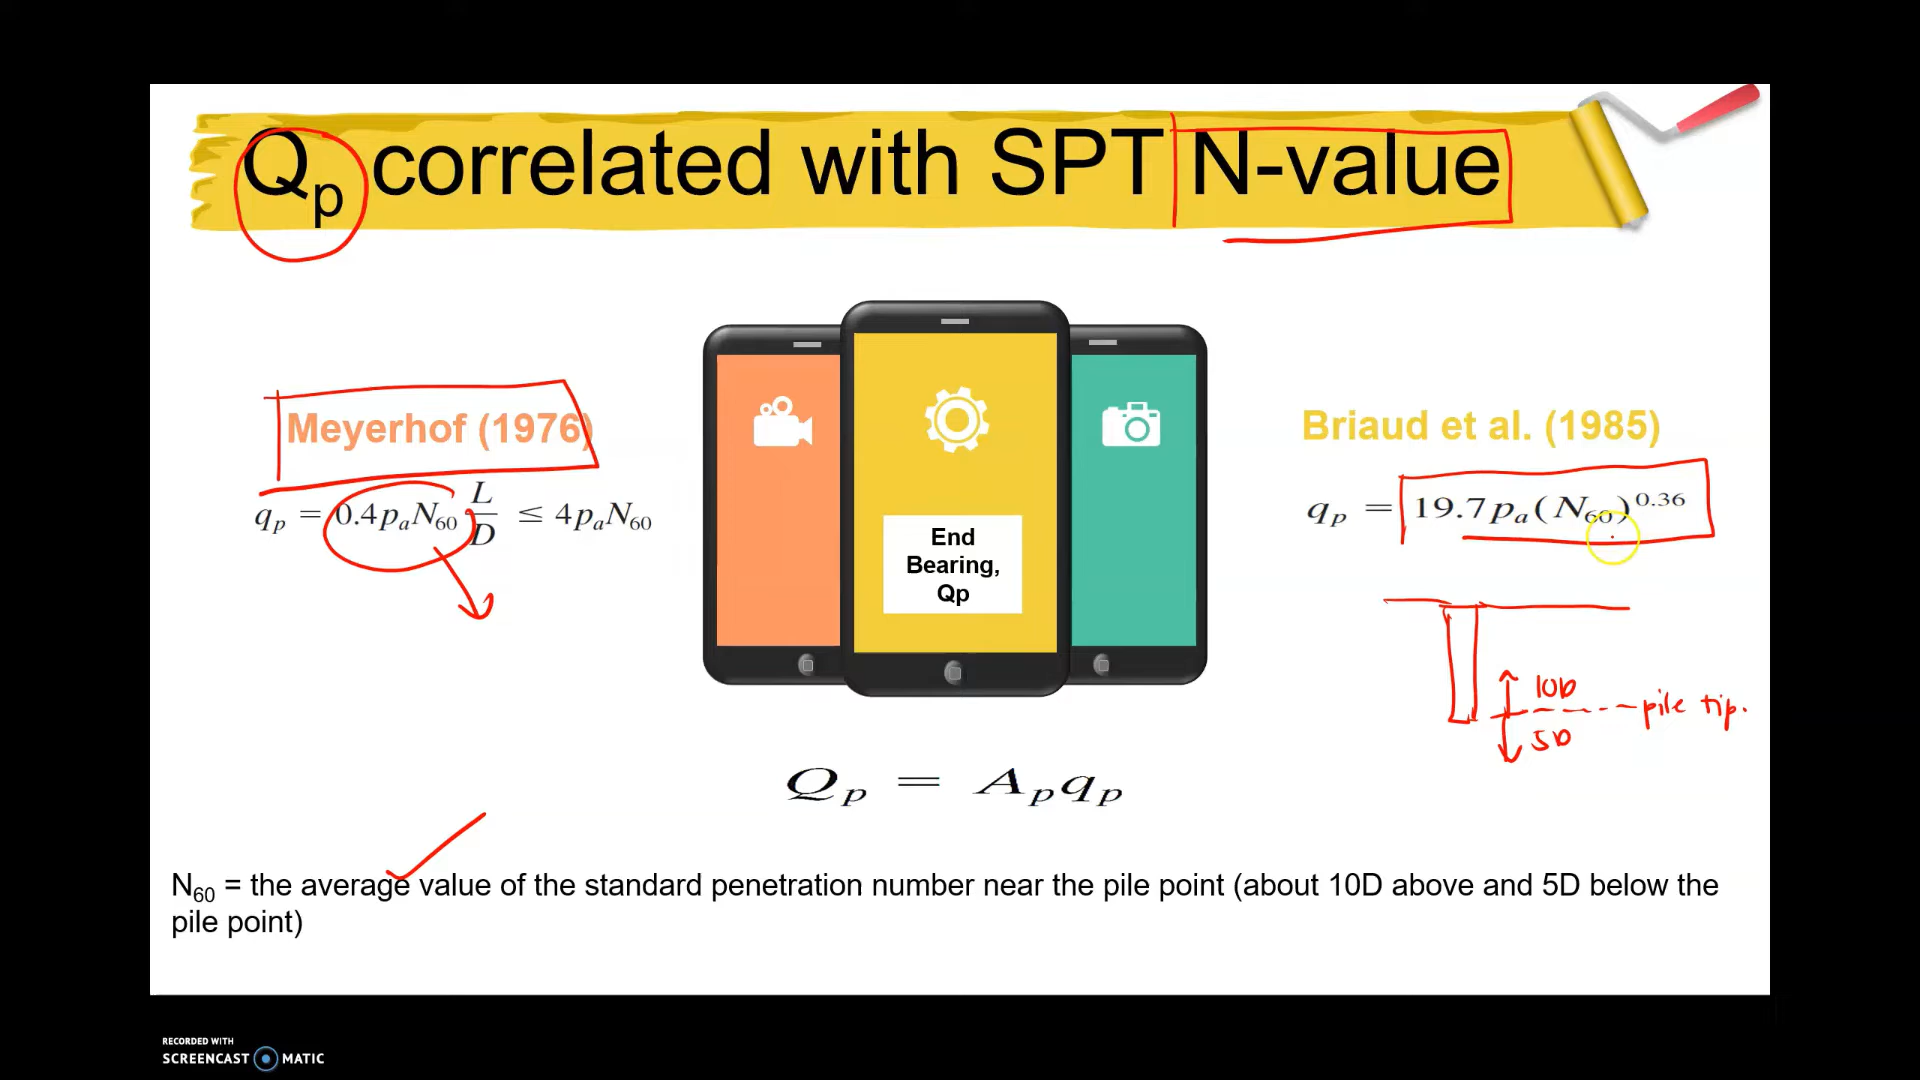 Qp correlated with SPT N-value
Meyerhof (1976)
qp = 0.4paN60 L/D ≤ 4paN60
End
Bearing,
Qp
Briaud et al. (1985)
qp = 19.7pa(N60)^0.36
10D
pile tip.
5D
Qp = Apqp
N60 = the average value of the standard penetration number near the pile point (about 10D above and 5D below the
pile point)
RECORDED WITH
SCREENCAST MATIC